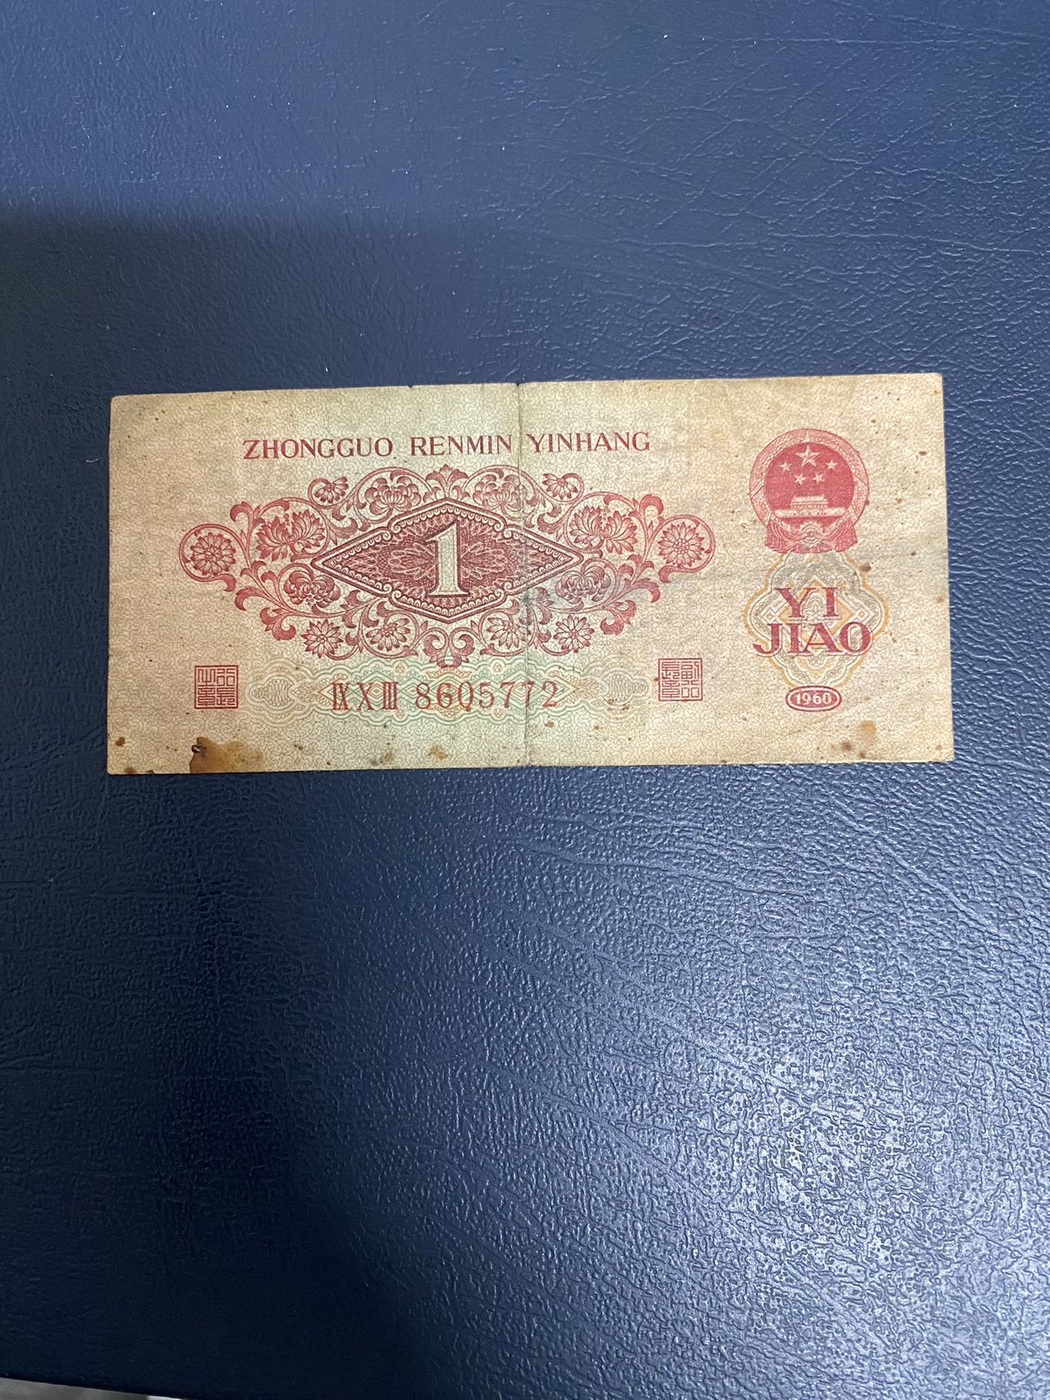 ZHONGGUO RENMIN YINHANG
1
YI
JIAO
ⅨⅩⅢ 8605772
1960